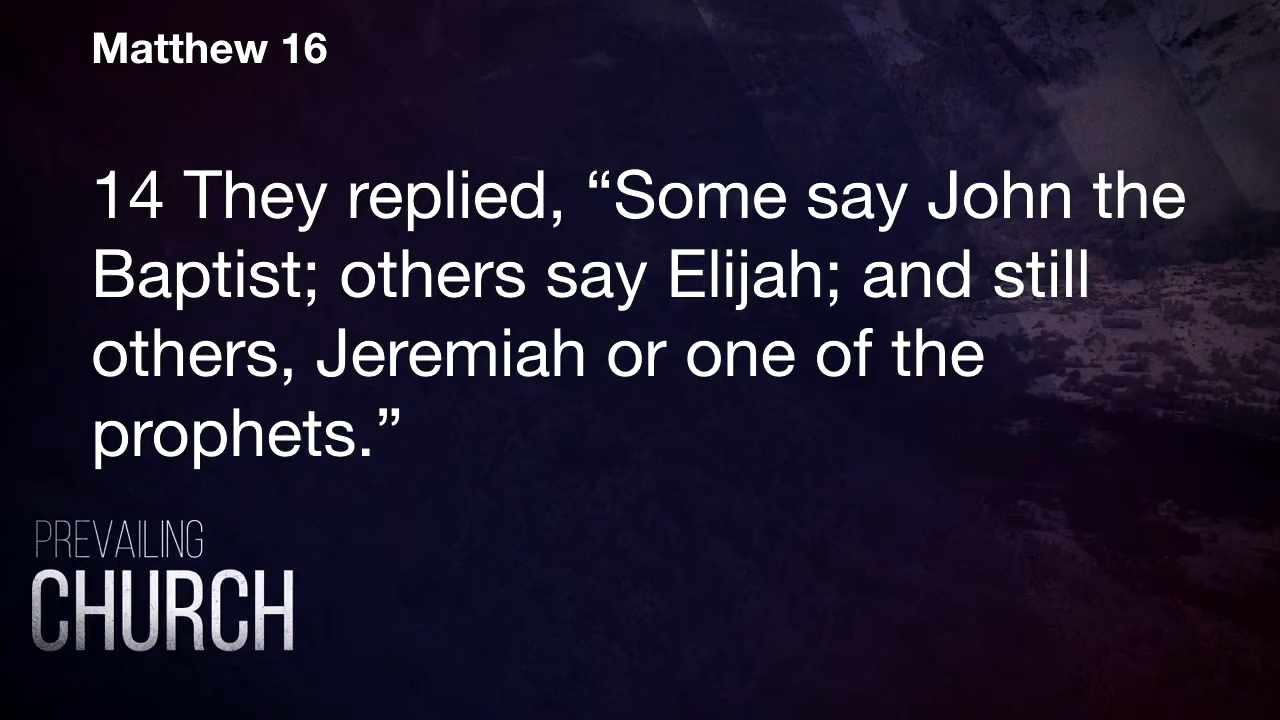 Matthew 16
14 They replied, “Some say John the
Baptist; others say Elijah; and still
others, Jeremiah or one of the
prophets.”
PREVAILING
CHURCH